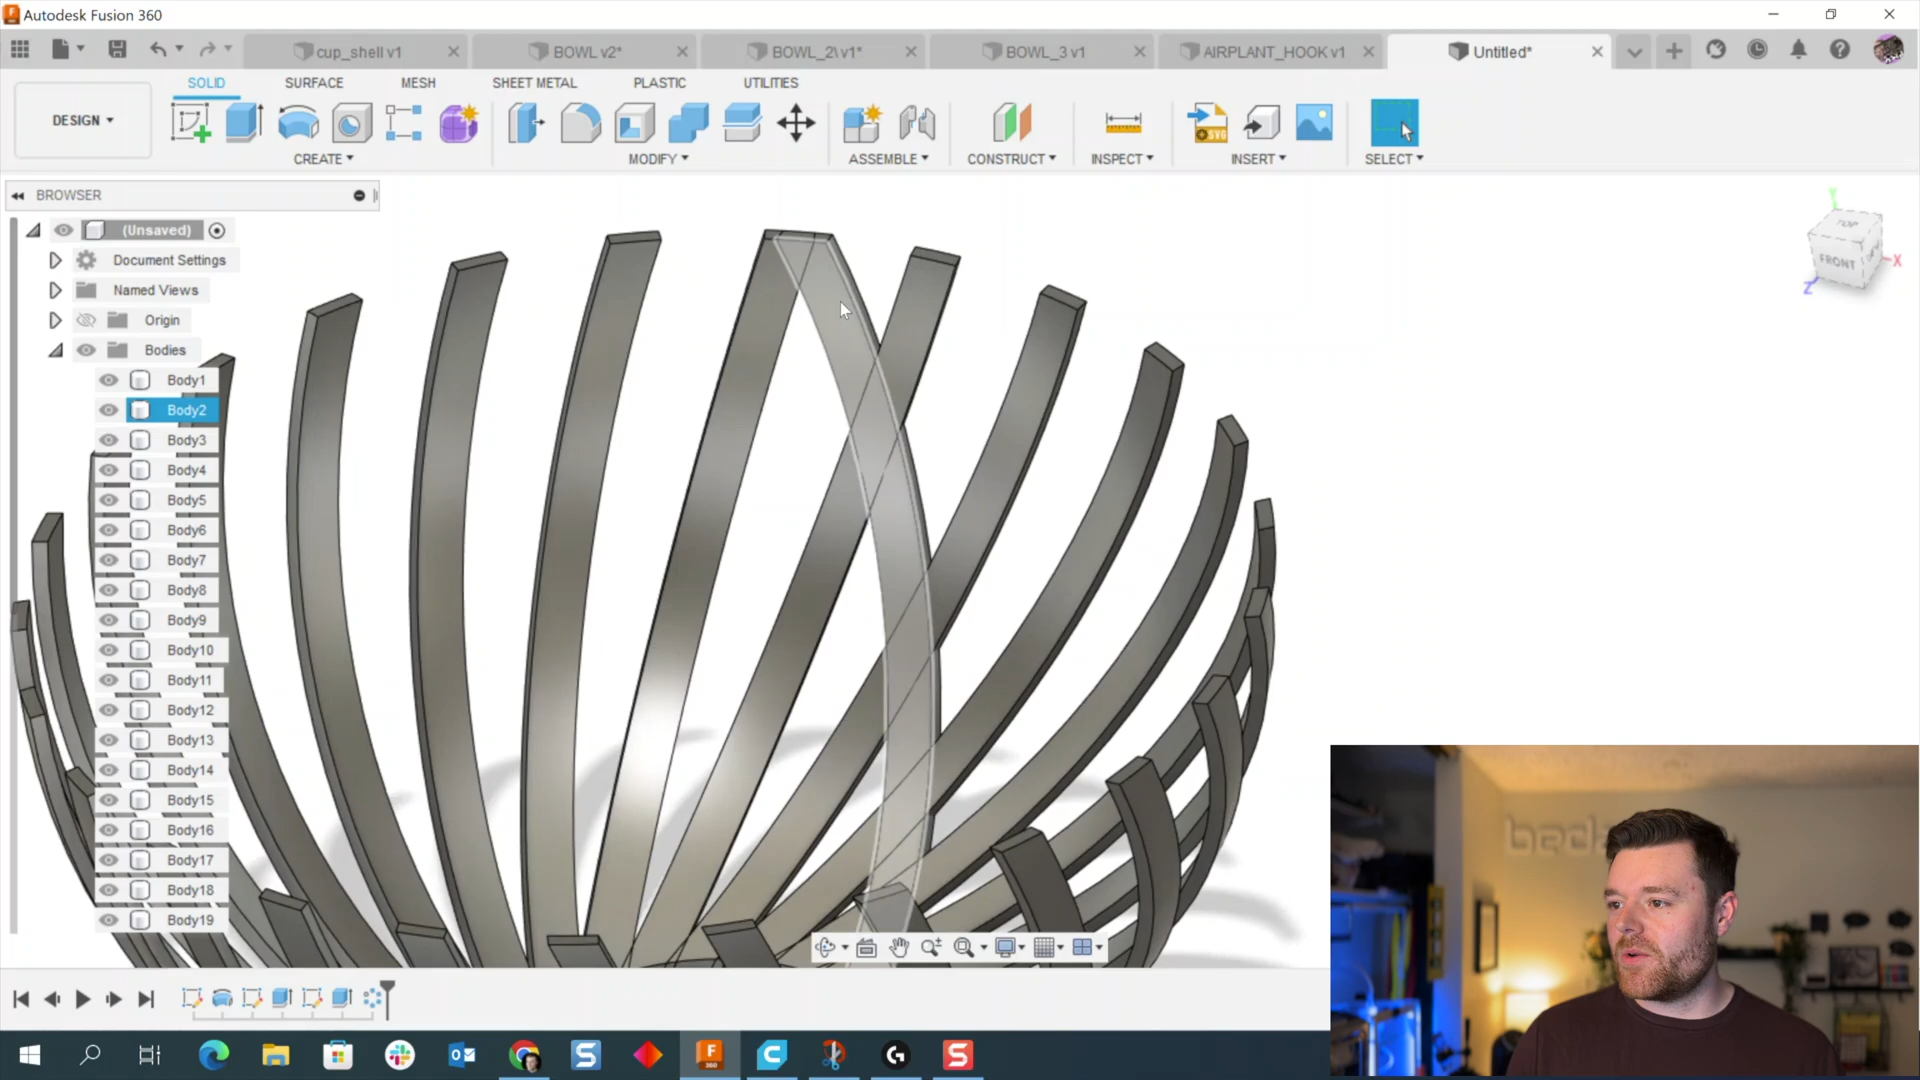 Autodesk Fusion 360
cup_shell v1
BOWL v2*
BOWL_2\ v1*
BOWL_3 v1
AIRPLANT_HOOK v1
Untitled*
SOLID
SURFACE
MESH
SHEET METAL
PLASTIC
UTILITIES
DESIGN
SVG
CREATE
MODIFY
ASSEMBLE
CONSTRUCT
INSPECT
INSERT
SELECT
BROWSER
(Unsaved)
Document Settings
Named Views
Origin
Bodies
Body1
Body2
Body3
Body4
Body5
Body6
Body7
Body8
Body9
Body10
Body11
Body12
Body13
Body14
Body15
Body16
Body17
Body18
Body19
Y
TOP
FRONT
X
Z
F
360